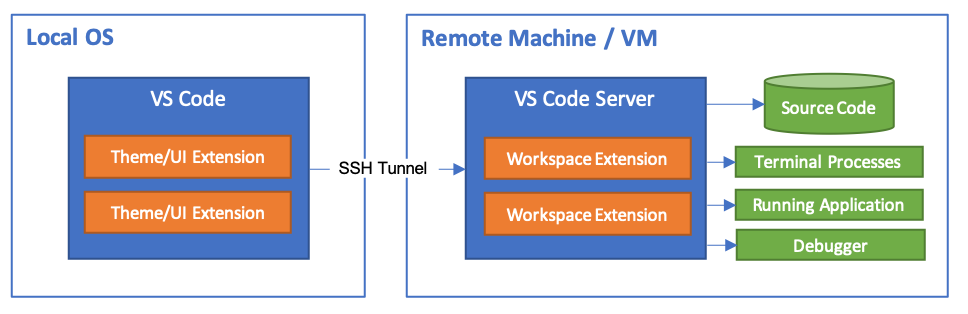 Local OS
VS Code
Theme/UI Extension
Theme/UI Extension
SSH Tunnel
Remote Machine / VM
VS Code Server
Workspace Extension
Workspace Extension
Source Code
Terminal Processes
Running Application
Debugger